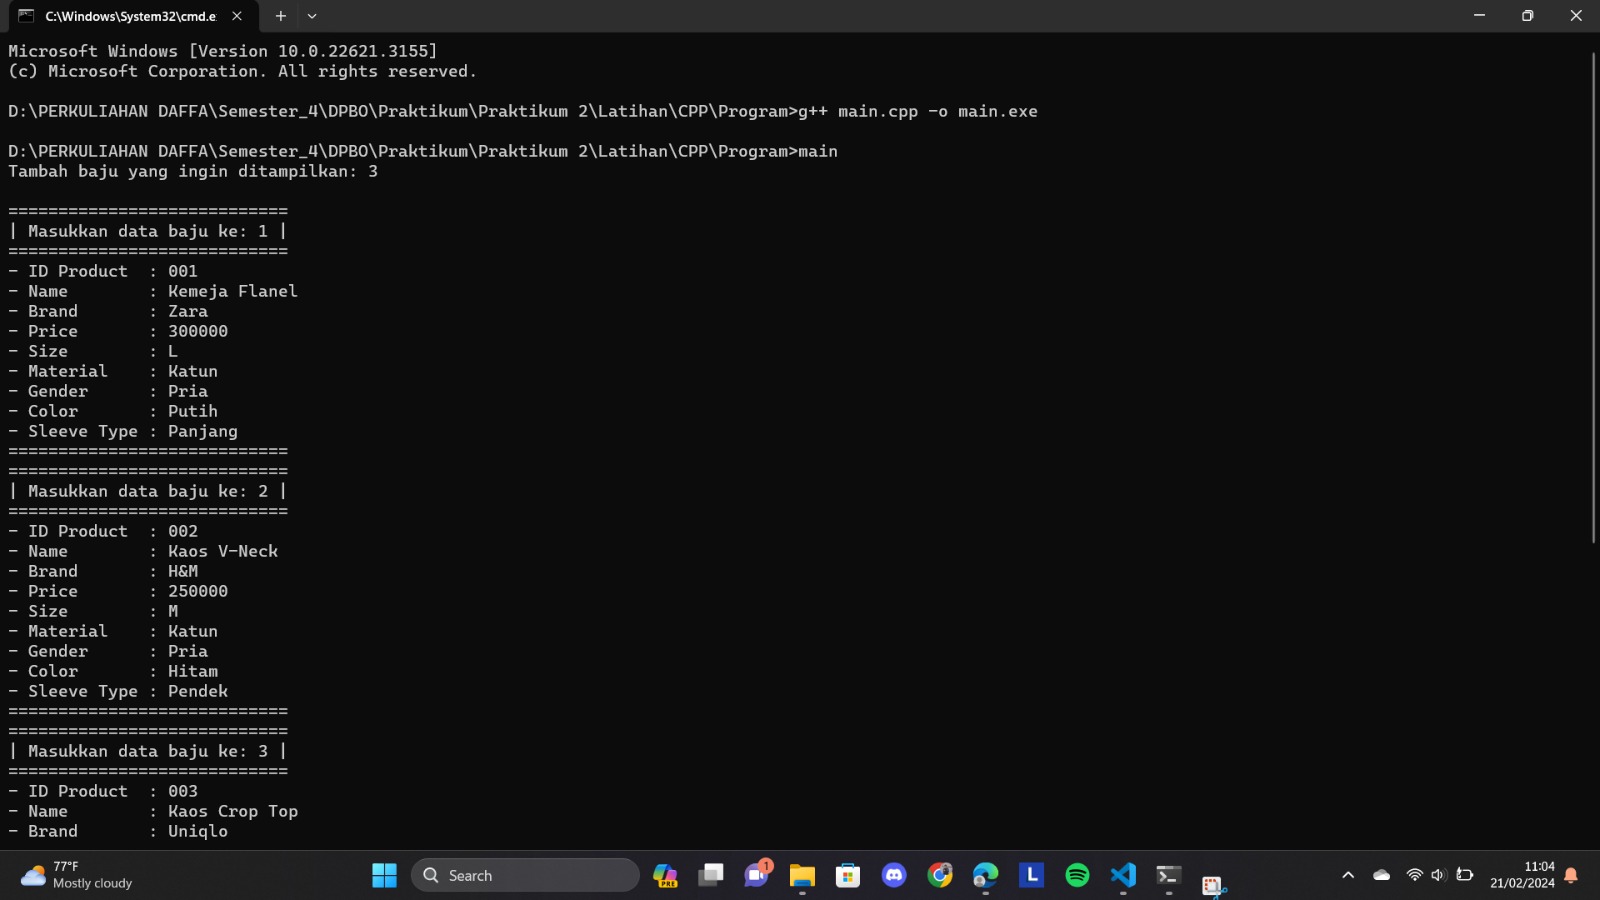 C:\Windows\System32\cmd.e
Microsoft Windows [Version 10.0.22621.3155]
(c) Microsoft Corporation. All rights reserved.
D:\PERKULIAHAN DAFFA\Semester_4\DPBO\Praktikum\Praktikum 2\Latihan\CPP\Program>g++ main.cpp -o main.exe
D:\PERKULIAHAN DAFFA\Semester_4\DPBO\Praktikum\Praktikum 2\Latihan\CPP\Program>main
Tambah baju yang ingin ditampilkan: 3
============================
| Masukkan data baju ke: 1 |
============================
- ID Product  : 001
- Name        : Kemeja Flanel
- Brand       : Zara
- Price       : 300000
- Size        : L
- Material    : Katun
- Gender      : Pria
- Color       : Putih
- Sleeve Type : Panjang
============================
============================
| Masukkan data baju ke: 2 |
============================
- ID Product  : 002
- Name        : Kaos V-Neck
- Brand       : H&M
- Price       : 250000
- Size        : M
- Material    : Katun
- Gender      : Pria
- Color       : Hitam
- Sleeve Type : Pendek
============================
============================
| Masukkan data baju ke: 3 |
============================
- ID Product  : 003
- Name        : Kaos Crop Top
- Brand       : Uniqlo
77°F
Mostly cloudy
Search
PRE
1
L
11:04
21/02/2024